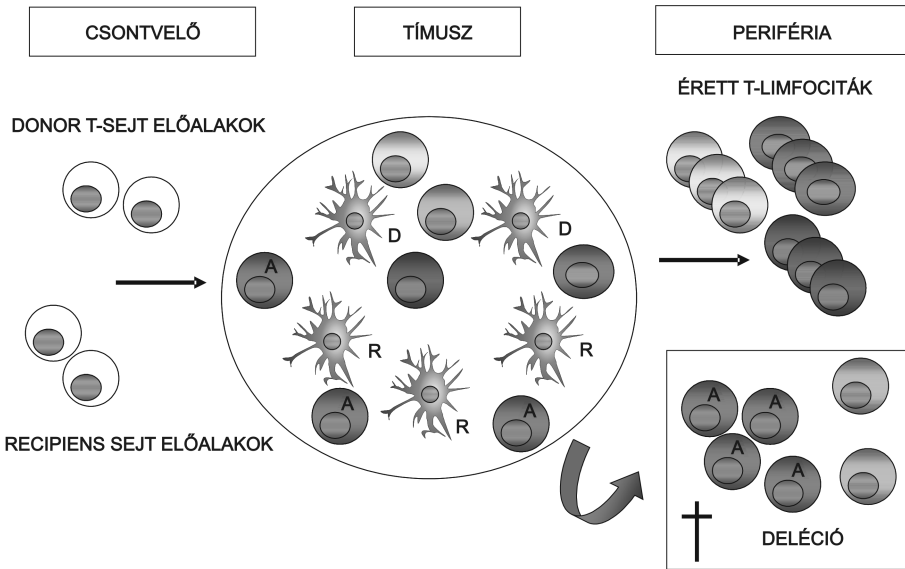 CSONTVELŐ
TÍMUSZ
PERIFÉRIA
ÉRETT T-LIMFOCITÁK
DONOR T-SEJT ELŐALAKOK
D
D
A
R
R
R
A
A
RECIPIENS SEJT ELŐALAKOK
A
A
A
A
DELÉCIÓ